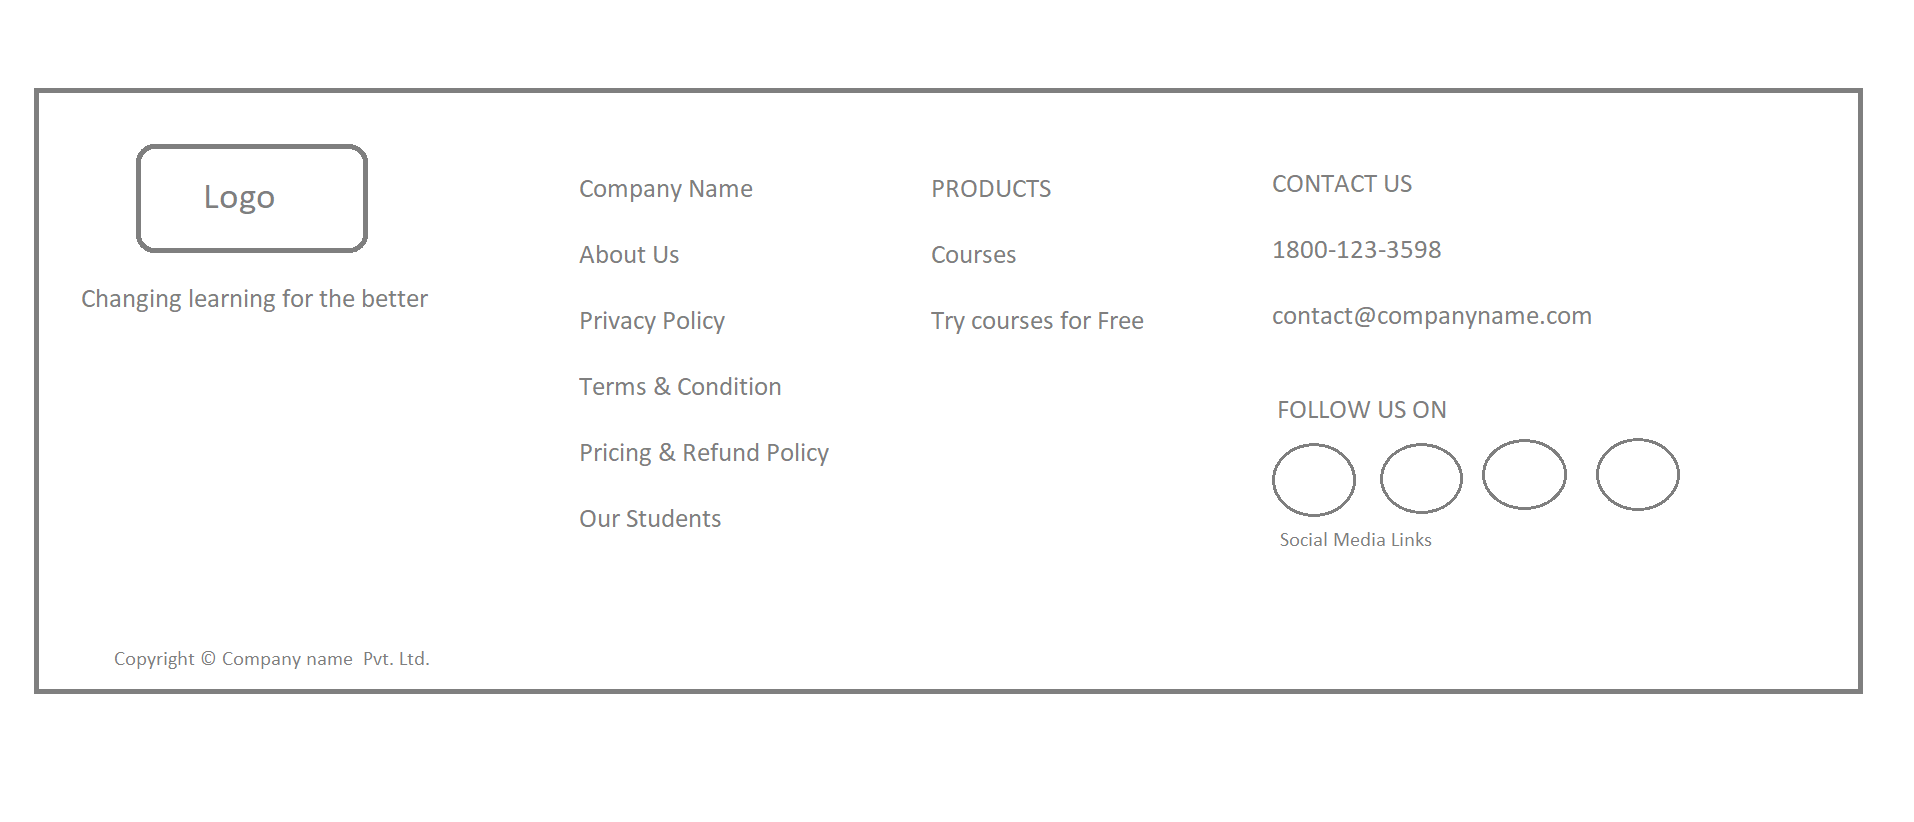 Logo
Changing learning for the better
Company Name
About Us
Privacy Policy
Terms & Condition
Pricing & Refund Policy
Our Students
PRODUCTS
Courses
Try courses for Free
CONTACT US
1800-123-3598
contact@companyname.com
FOLLOW US ON
Social Media Links
Copyright © Company name  Pvt. Ltd.